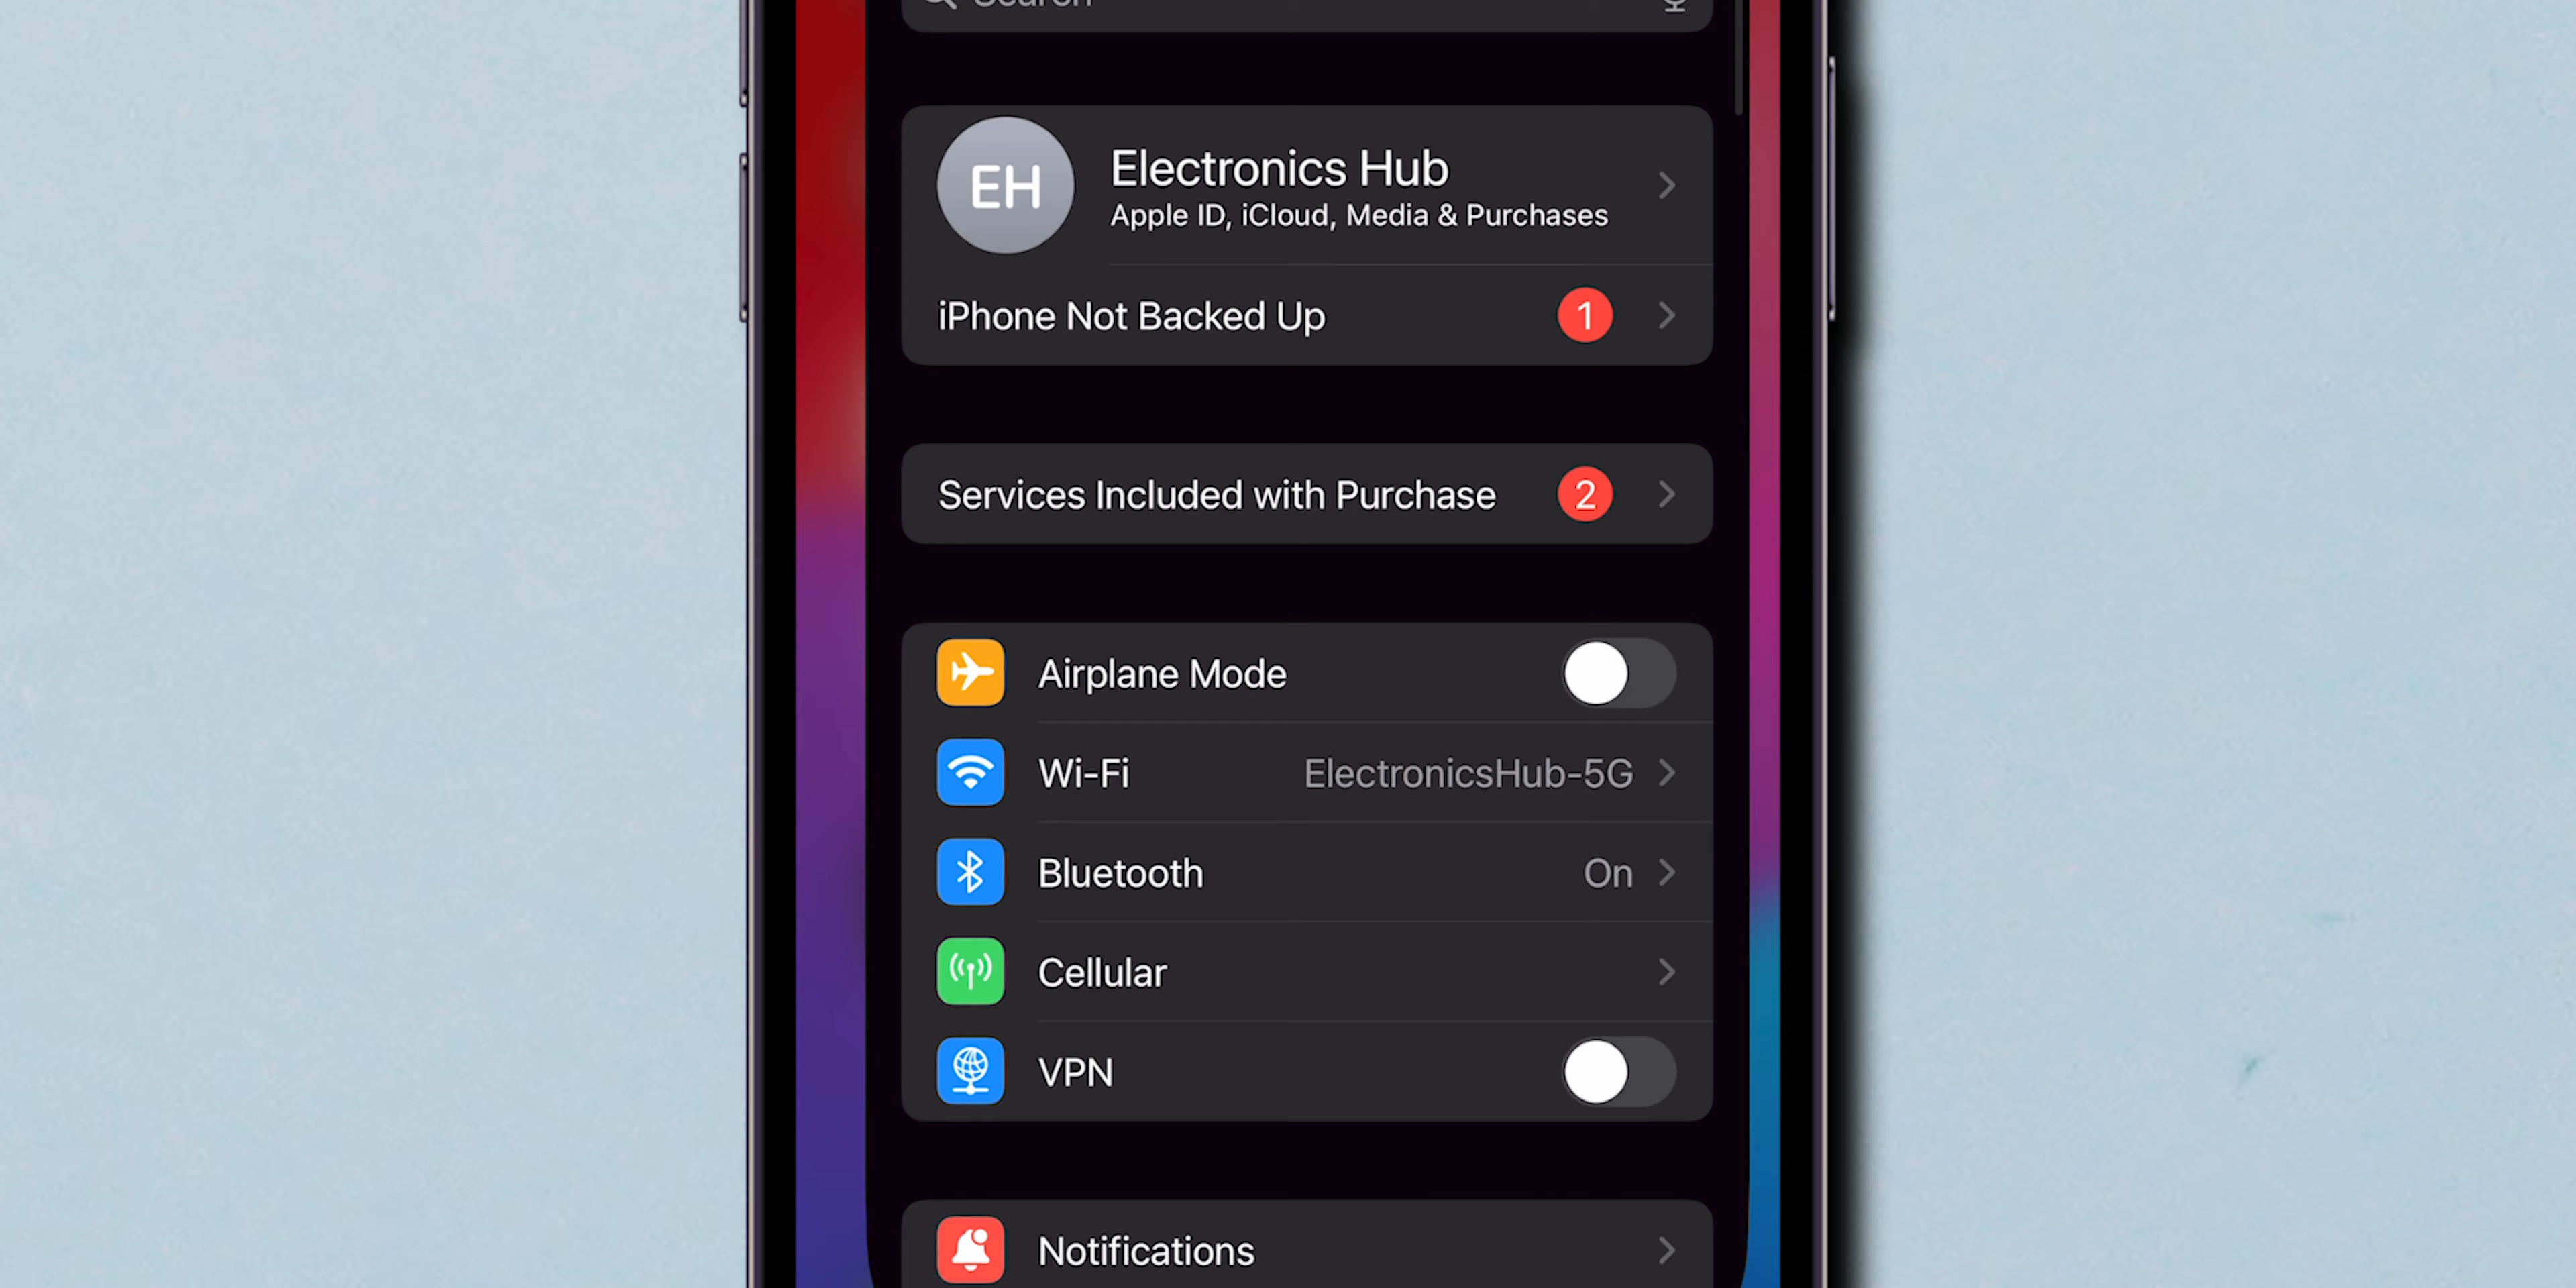 Search
EH
Electronics Hub
Apple ID, iCloud, Media & Purchases
iPhone Not Backed Up 1
Services Included with Purchase 2
Airplane Mode
Wi-Fi ElectronicsHub-5G
Bluetooth On
Cellular
VPN
Notifications